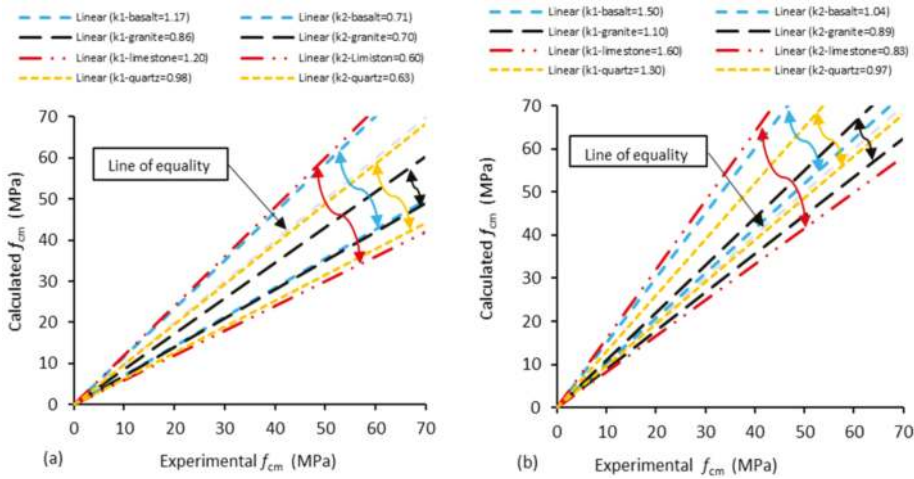 Linear (k1-basalt=1.17) Linear (k2-basalt=0.71)
Linear (k1-granite=0.86) Linear (k2-granite=0.70)
Linear (k1-limestone=1.20) Linear (k2-Limiston=0.60)
Linear (k1-quartz=0.98) Linear (k2-quartz=0.63)
70
60
50
40
30
20
10
0
Calculated fcm (MPa)
Line of equality
0 10 20 30 40 50 60 70
(a) Experimental fcm (MPa)
Linear (k1-basalt=1.50) Linear (k2-basalt=1.04)
Linear (k1-granite=1.10) Linear (k2-granite=0.89)
Linear (k1-limestone=1.60) Linear (k2-limestone=0.83)
Linear (k1-quartz=1.30) Linear (k2-quartz=0.97)
70
60
50
40
30
20
10
0
Calculated fcm (MPa)
Line of equality
0 10 20 30 40 50 60 70
(b) Experimental fcm (MPa)